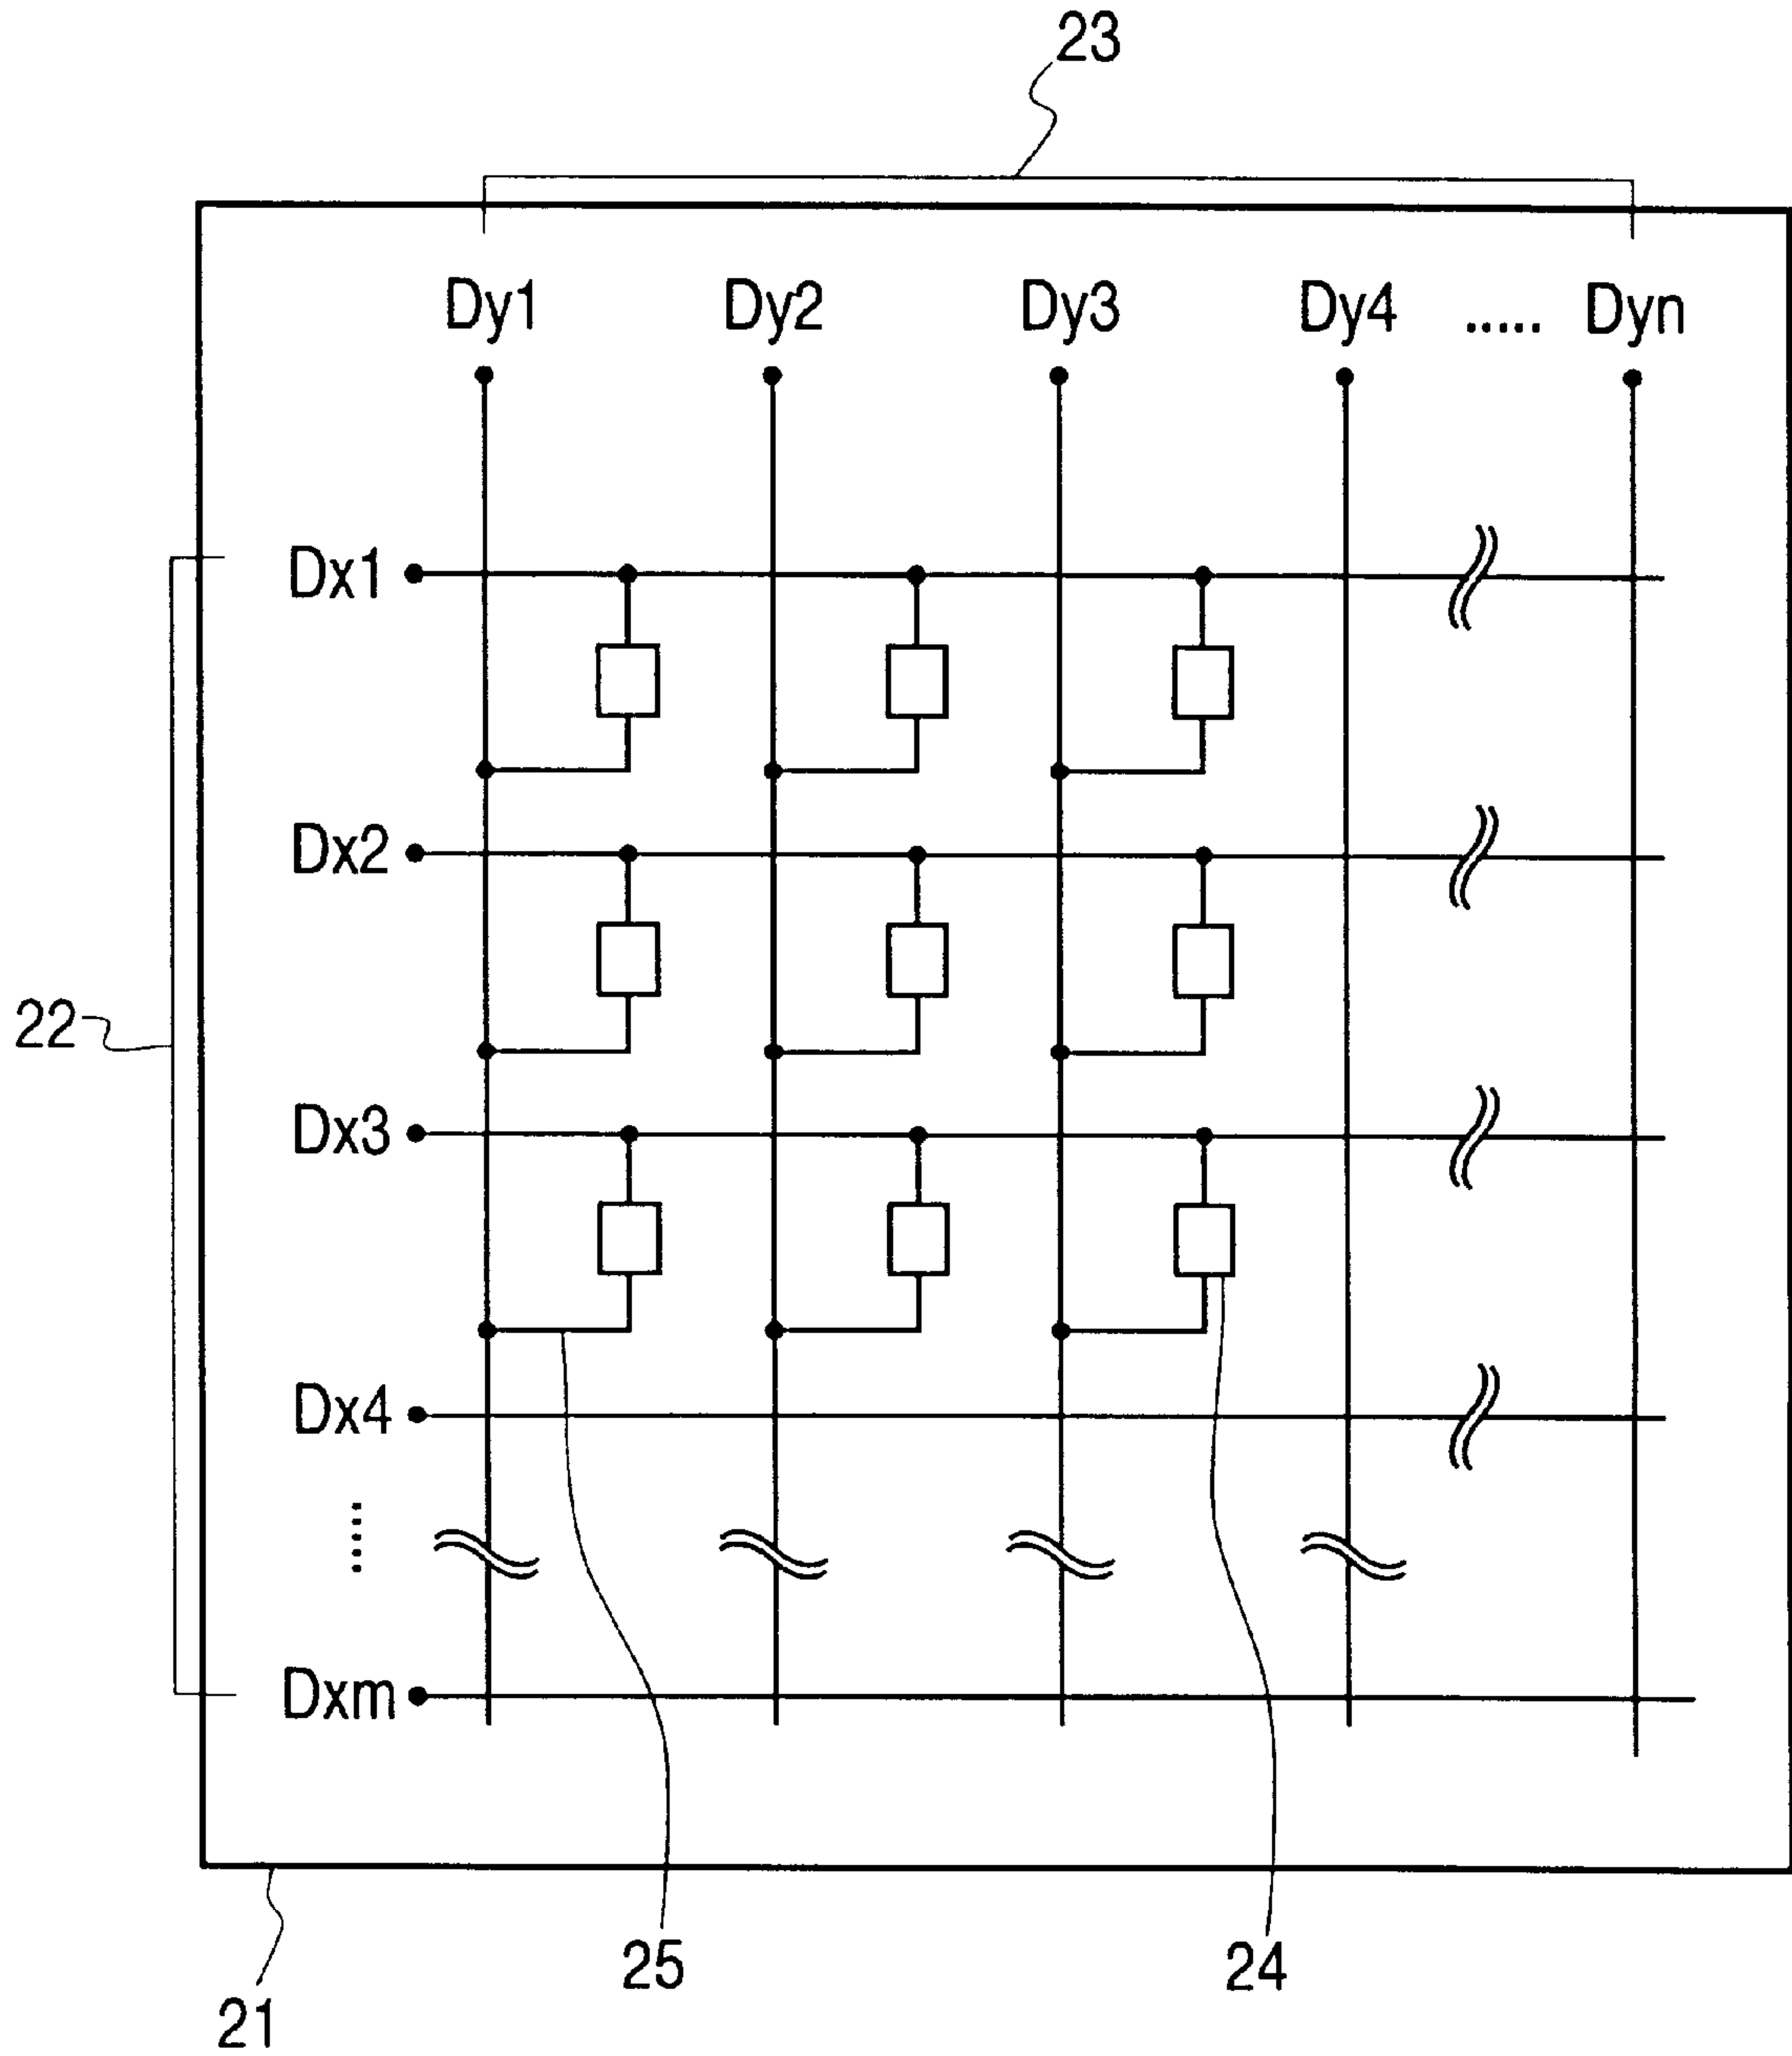 23
Dy1 Dy2 Dy3 Dy4 ..... Dyn
Dx1
Dx2
22
Dx3
Dx4
.....
Dxm
25
24
21